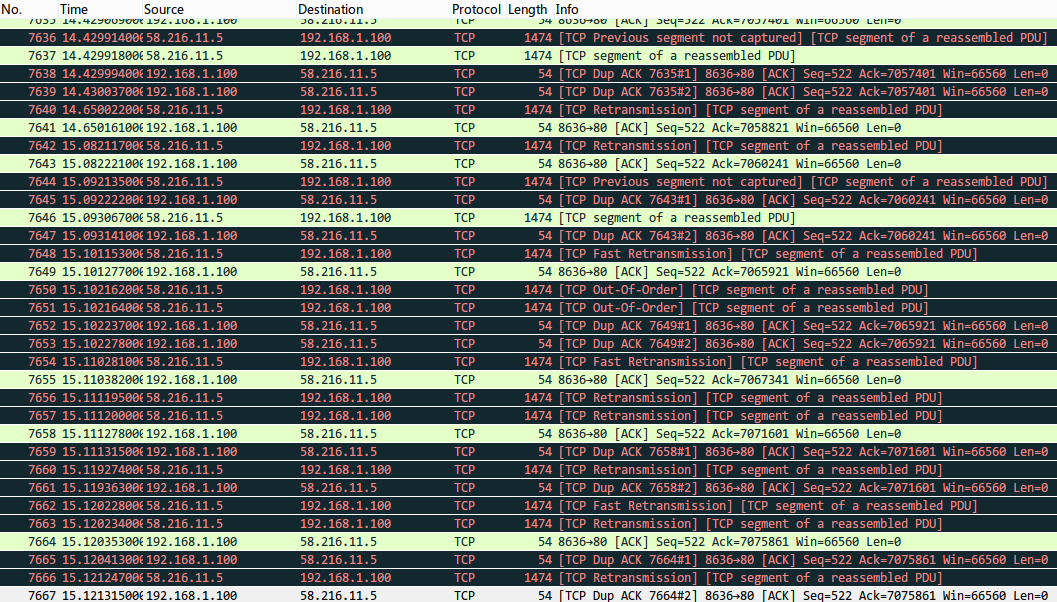 No. Time Source Destination Protocol Length Info
7635 14.429069000 192.168.1.100 58.216.11.5 TCP 54 8636→80 [ACK] Seq=522 Ack=7057401 Win=66560 Len=0
7636 14.429914000 58.216.11.5 192.168.1.100 TCP 1474 [TCP Previous segment not captured] [TCP segment of a reassembled PDU]
7637 14.429918000 58.216.11.5 192.168.1.100 TCP 1474 [TCP segment of a reassembled PDU]
7638 14.429994000 192.168.1.100 58.216.11.5 TCP 54 [TCP Dup ACK 7635#1] 8636→80 [ACK] Seq=522 Ack=7057401 Win=66560 Len=0
7639 14.430037000 192.168.1.100 58.216.11.5 TCP 54 [TCP Dup ACK 7635#2] 8636→80 [ACK] Seq=522 Ack=7057401 Win=66560 Len=0
7640 14.650022000 58.216.11.5 192.168.1.100 TCP 1474 [TCP Retransmission] [TCP segment of a reassembled PDU]
7641 14.650161000 192.168.1.100 58.216.11.5 TCP 54 8636→80 [ACK] Seq=522 Ack=7058821 Win=66560 Len=0
7642 15.082117000 58.216.11.5 192.168.1.100 TCP 1474 [TCP Retransmission] [TCP segment of a reassembled PDU]
7643 15.082221000 192.168.1.100 58.216.11.5 TCP 54 8636→80 [ACK] Seq=522 Ack=7060241 Win=66560 Len=0
7644 15.092135000 58.216.11.5 192.168.1.100 TCP 1474 [TCP Previous segment not captured] [TCP segment of a reassembled PDU]
7645 15.092222000 192.168.1.100 58.216.11.5 TCP 54 [TCP Dup ACK 7643#1] 8636→80 [ACK] Seq=522 Ack=7060241 Win=66560 Len=0
7646 15.093067000 58.216.11.5 192.168.1.100 TCP 1474 [TCP segment of a reassembled PDU]
7647 15.093141000 192.168.1.100 58.216.11.5 TCP 54 [TCP Dup ACK 7643#2] 8636→80 [ACK] Seq=522 Ack=7060241 Win=66560 Len=0
7648 15.101153000 58.216.11.5 192.168.1.100 TCP 1474 [TCP Fast Retransmission] [TCP segment of a reassembled PDU]
7649 15.101277000 192.168.1.100 58.216.11.5 TCP 54 8636→80 [ACK] Seq=522 Ack=7065921 Win=66560 Len=0
7650 15.102162000 58.216.11.5 192.168.1.100 TCP 1474 [TCP Out-Of-Order] [TCP segment of a reassembled PDU]
7651 15.102164000 58.216.11.5 192.168.1.100 TCP 1474 [TCP Out-Of-Order] [TCP segment of a reassembled PDU]
7652 15.102237000 192.168.1.100 58.216.11.5 TCP 54 [TCP Dup ACK 7649#1] 8636→80 [ACK] Seq=522 Ack=7065921 Win=66560 Len=0
7653 15.102278000 192.168.1.100 58.216.11.5 TCP 54 [TCP Dup ACK 7649#2] 8636→80 [ACK] Seq=522 Ack=7065921 Win=66560 Len=0
7654 15.110281000 58.216.11.5 192.168.1.100 TCP 1474 [TCP Fast Retransmission] [TCP segment of a reassembled PDU]
7655 15.110382000 192.168.1.100 58.216.11.5 TCP 54 8636→80 [ACK] Seq=522 Ack=7067341 Win=66560 Len=0
7656 15.111195000 58.216.11.5 192.168.1.100 TCP 1474 [TCP Retransmission] [TCP segment of a reassembled PDU]
7657 15.111200000 58.216.11.5 192.168.1.100 TCP 1474 [TCP Retransmission] [TCP segment of a reassembled PDU]
7658 15.111278000 192.168.1.100 58.216.11.5 TCP 54 8636→80 [ACK] Seq=522 Ack=7071601 Win=66560 Len=0
7659 15.111315000 192.168.1.100 58.216.11.5 TCP 54 [TCP Dup ACK 7658#1] 8636→80 [ACK] Seq=522 Ack=7071601 Win=66560 Len=0
7660 15.119274000 58.216.11.5 192.168.1.100 TCP 1474 [TCP Retransmission] [TCP segment of a reassembled PDU]
7661 15.119363000 192.168.1.100 58.216.11.5 TCP 54 [TCP Dup ACK 7658#2] 8636→80 [ACK] Seq=522 Ack=7071601 Win=66560 Len=0
7662 15.120228000 58.216.11.5 192.168.1.100 TCP 1474 [TCP Fast Retransmission] [TCP segment of a reassembled PDU]
7663 15.120234000 58.216.11.5 192.168.1.100 TCP 1474 [TCP Retransmission] [TCP segment of a reassembled PDU]
7664 15.120353000 192.168.1.100 58.216.11.5 TCP 54 8636→80 [ACK] Seq=522 Ack=7075861 Win=66560 Len=0
7665 15.120413000 192.168.1.100 58.216.11.5 TCP 54 [TCP Dup ACK 7664#1] 8636→80 [ACK] Seq=522 Ack=7075861 Win=66560 Len=0
7666 15.121247000 58.216.11.5 192.168.1.100 TCP 1474 [TCP Retransmission] [TCP segment of a reassembled PDU]
7667 15.121315000 192.168.1.100 58.216.11.5 TCP 54 [TCP Dup ACK 7664#2] 8636→80 [ACK] Seq=522 Ack=7075861 Win=66560 Len=0